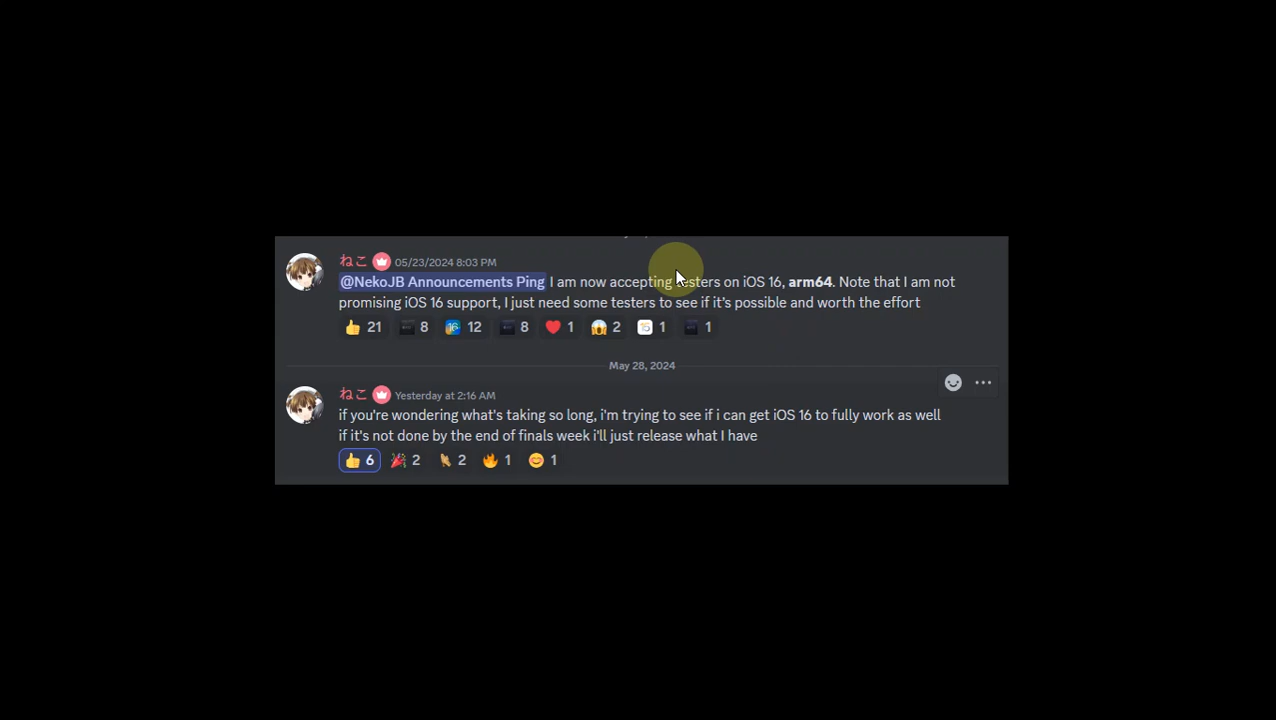 ねこ 05/23/2024 8:03 PM
@NekoJB Announcements Ping I am now accepting testers on iOS 16, arm64. Note that I am not
promising iOS 16 support, I just need some testers to see if it's possible and worth the effort
21 8 12 8 1 2 1 1
May 28, 2024
ねこ Yesterday at 2:16 AM
if you're wondering what's taking so long, i'm trying to see if i can get iOS 16 to fully work as well
if it's not done by the end of finals week i'll just release what I have
6 2 2 1 1